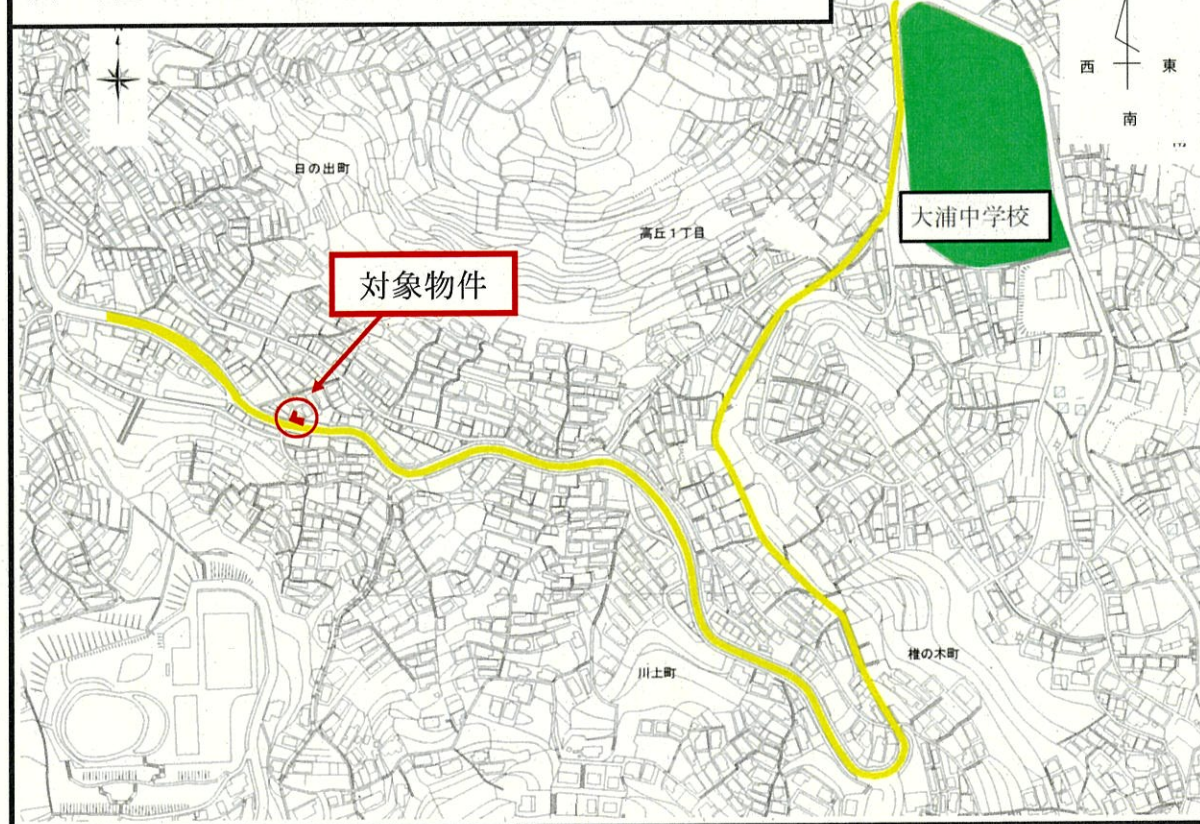 西
東
南
大浦中学校
日の出町
高丘1丁目
対象物件
椎の木町
川上町